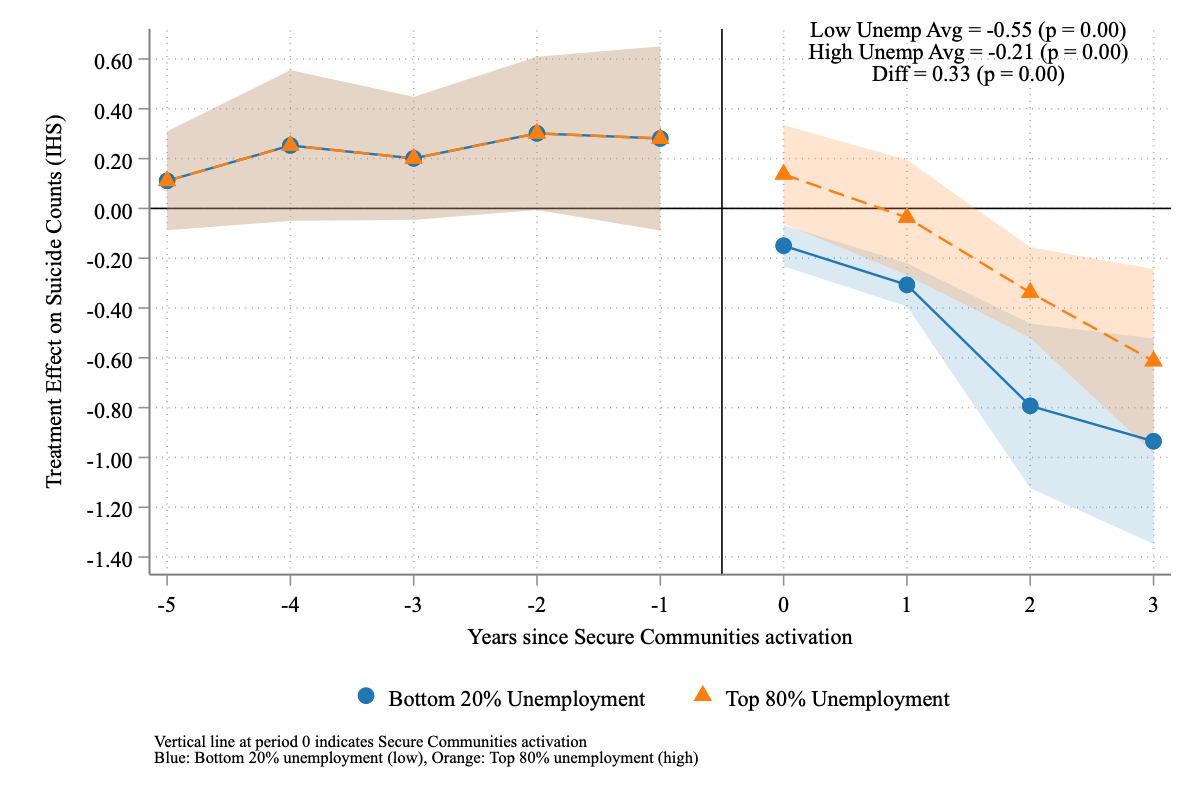 Low Unemp Avg = -0.55 (p = 0.00)
High Unemp Avg = -0.21 (p = 0.00)
Diff = 0.33 (p = 0.00)
Treatment Effect on Suicide Counts (IHS)
0.60
0.40
0.20
0.00
-0.20
-0.40
-0.60
-0.80
-1.00
-1.20
-1.40
-5 -4 -3 -2 -1 0 1 2 3
Years since Secure Communities activation
Bottom 20% Unemployment Top 80% Unemployment
Vertical line at period 0 indicates Secure Communities activation
Blue: Bottom 20% unemployment (low), Orange: Top 80% unemployment (high)